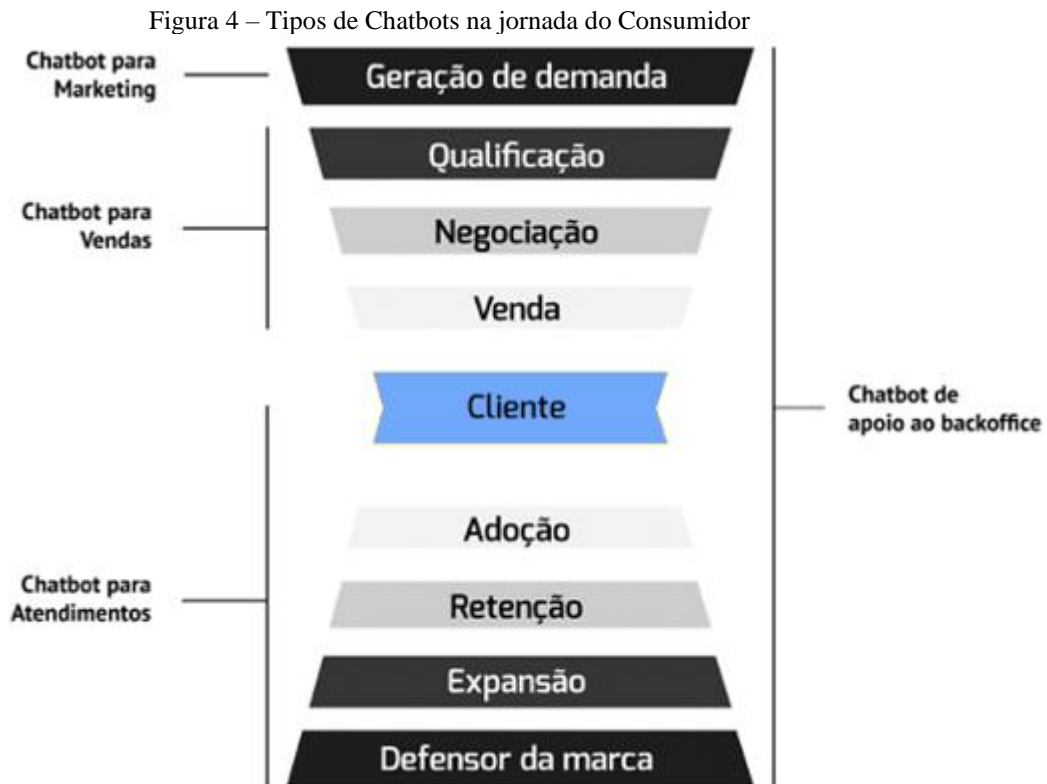 Figura 4 – Tipos de Chatbots na jornada do Consumidor
Chatbot para
Marketing
Geração de demanda
Qualificação
Chatbot para
Vendas
Negociação
Venda
Cliente
Chatbot de
apoio ao backoffice
Adoção
Chatbot para
Atendimentos
Retenção
Expansão
Defensor da marca